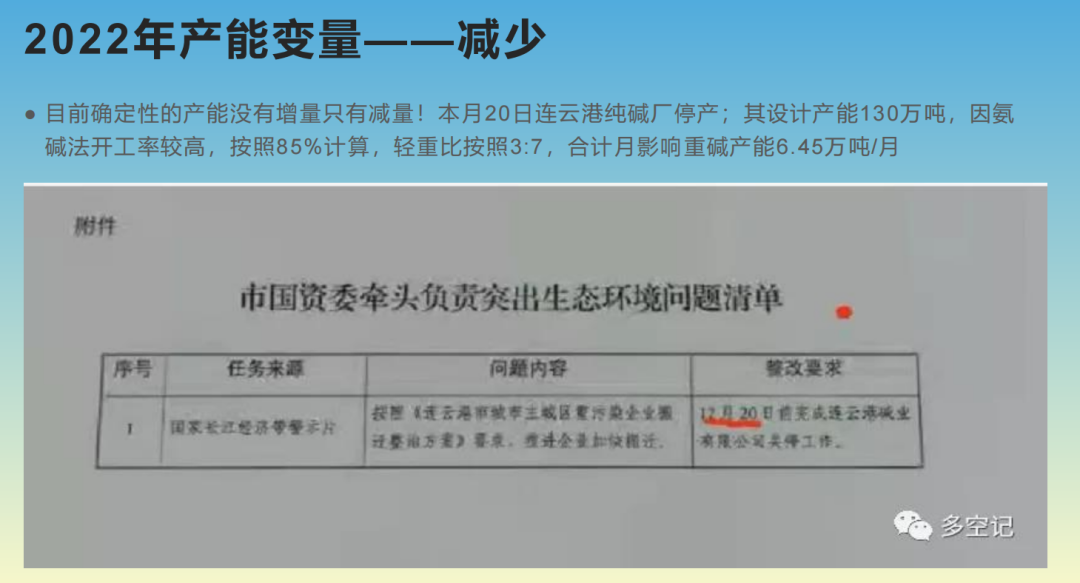 2022年产能变量——减少
● 目前确定性的产能没有增量只有减量！本月20日连云港纯碱厂停产；其设计产能130万吨，因氨
碱法开工率较高，按照85%计算，轻重比按照3:7，合计月影响重碱产能6.45万吨/月
附件
市国资委牵头负责突出生态环境问题清单
序号 任务来源 问题内容 整改要求
按照《连云港市城市主城区重污染企业搬 12月20日前完成连云港碱业
1 国家长江经济带警示片
迁整治方案》要求，推进企业加快搬迁。 有限公司关停工作。
多空记